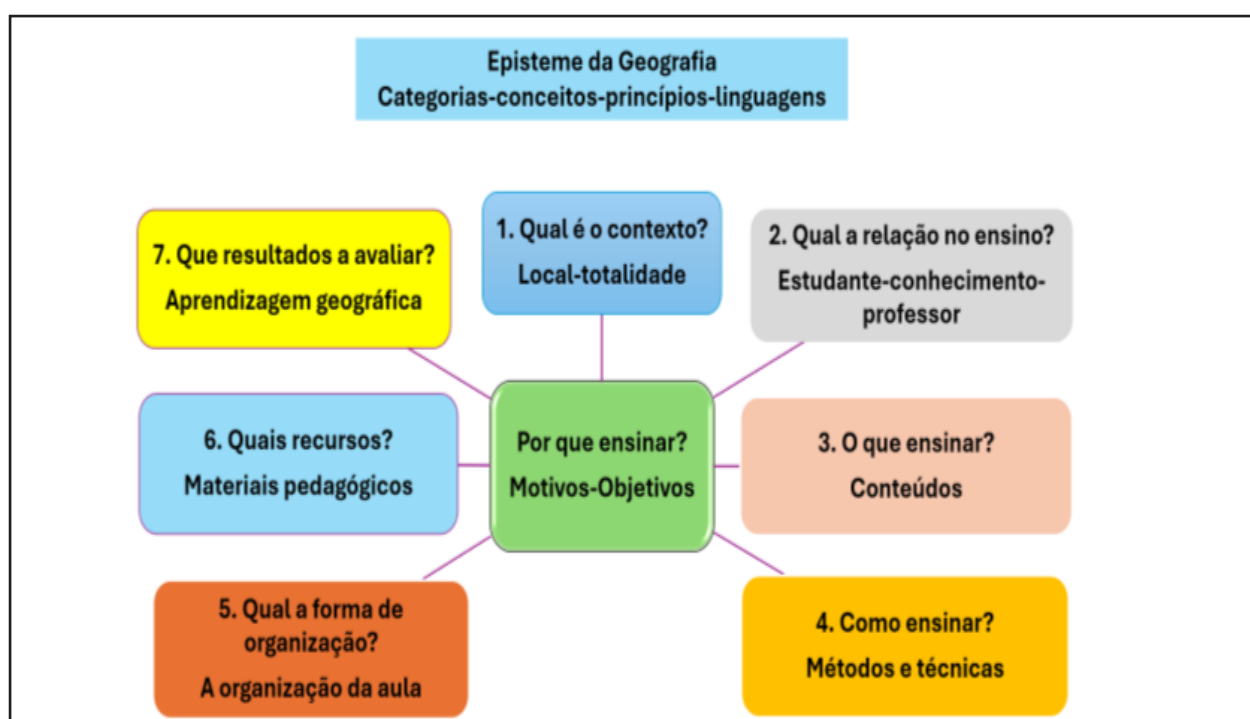 Episteme da Geografia
Categorias-conceitos-princípios-linguagens
1. Qual é o contexto?
Local-totalidade
2. Qual a relação no ensino?
Estudante-conhecimento-
professor
3. O que ensinar?
Conteúdos
4. Como ensinar?
Métodos e técnicas
5. Qual a forma de
organização?
A organização da aula
6. Quais recursos?
Materiais pedagógicos
7. Que resultados a avaliar?
Aprendizagem geográfica
Por que ensinar?
Motivos-Objetivos